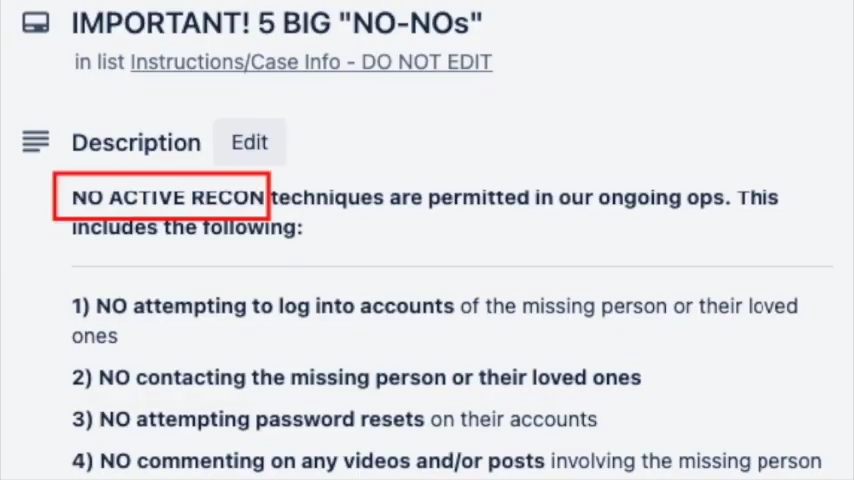 IMPORTANT! 5 BIG "NO-NOs"
in list Instructions/Case Info - DO NOT EDIT
Description Edit
NO ACTIVE RECON techniques are permitted in our ongoing ops. This
includes the following:
1) NO attempting to log into accounts of the missing person or their loved
ones
2) NO contacting the missing person or their loved ones
3) NO attempting password resets on their accounts
4) NO commenting on any videos and/or posts involving the missing person